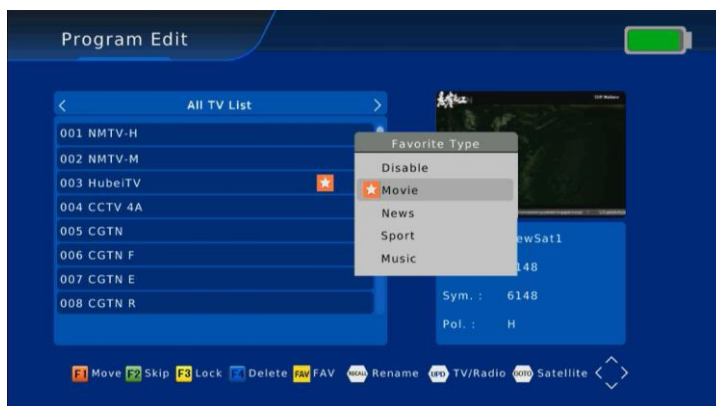 Program Edit
All TV List
001 NMTV-H
002 NMTV-M
003 HubeiTV
004 CCTV 4A
005 CGTN
006 CGTN F
007 CGTN E
008 CGTN R
Favorite Type
Disable
Movie
News
Sport
Music
ewSat1
148
Sym. : 6148
Pol. : H
F1 Move F2 Skip F3 Lock F4 Delete FAV FAV RECALL Rename UPD TV/Radio GOTO Satellite